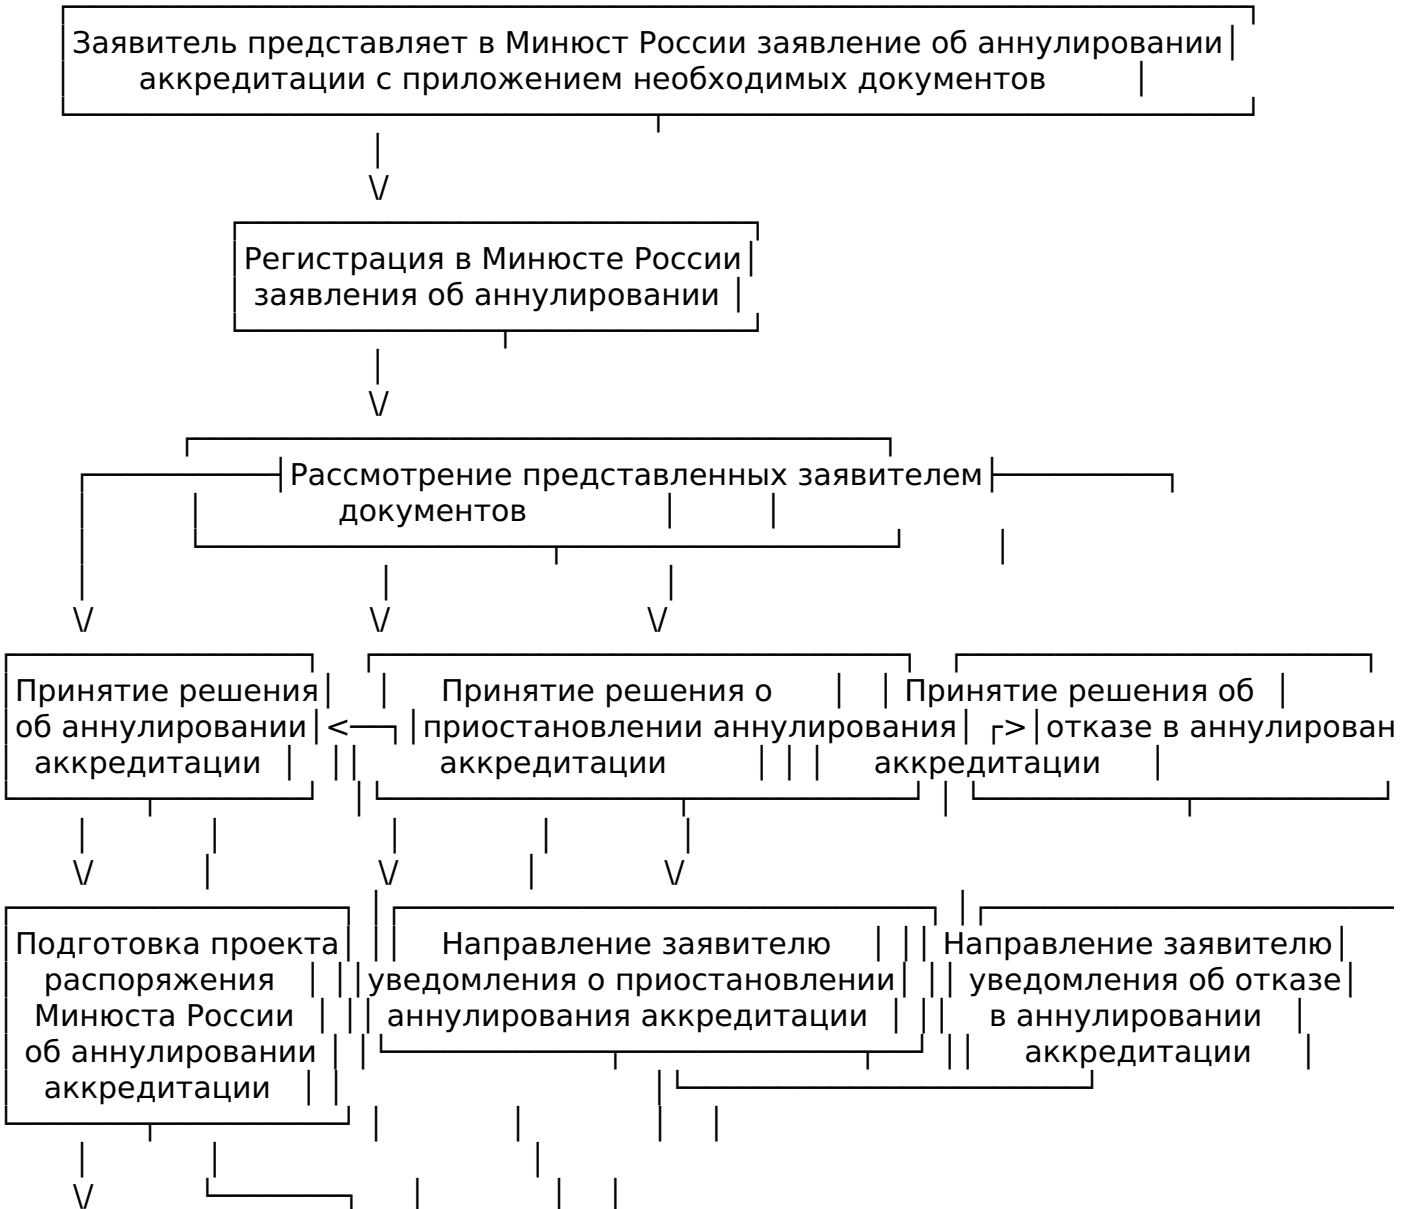 Заявитель представляет в Минюст России заявление об аннулировании
аккредитации с приложением необходимых документов
Регистрация в Минюсте России
заявления об аннулировании
Рассмотрение представленных заявителем
документов
Принятие решения Принятие решения о Принятие решения об
об аннулировании приостановлении аннулирования отказе в аннулирован
аккредитации аккредитации аккредитации
Подготовка проекта Направление заявителю Направление заявителю
распоряжения уведомления о приостановлении уведомления об отказе
Минюста России аннулирования аккредитации в аннулировании
об аннулировании аккредитации
аккредитации